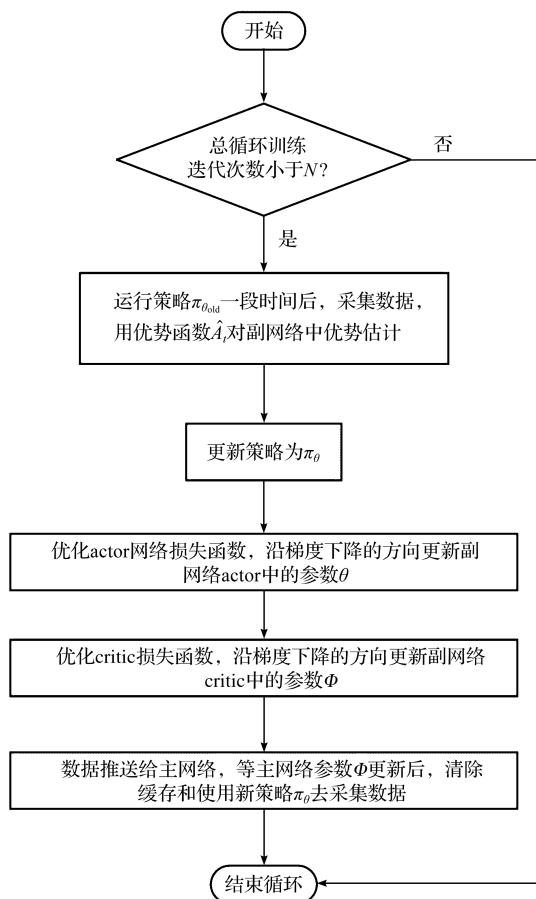 开始
总循环训练
迭代次数小于N?
否
是
运行策略π_{θ_{old}}一段时间后，采集数据，
用优势函数Â_t对副网络中优势估计
更新策略为π_θ
优化actor网络损失函数，沿梯度下降的方向更新副
网络actor中的参数θ
优化critic损失函数，沿梯度下降的方向更新副网络
critic中的参数Φ
数据推送给主网络，等主网络参数Φ更新后，清除
缓存和使用新策略π_θ去采集数据
结束循环